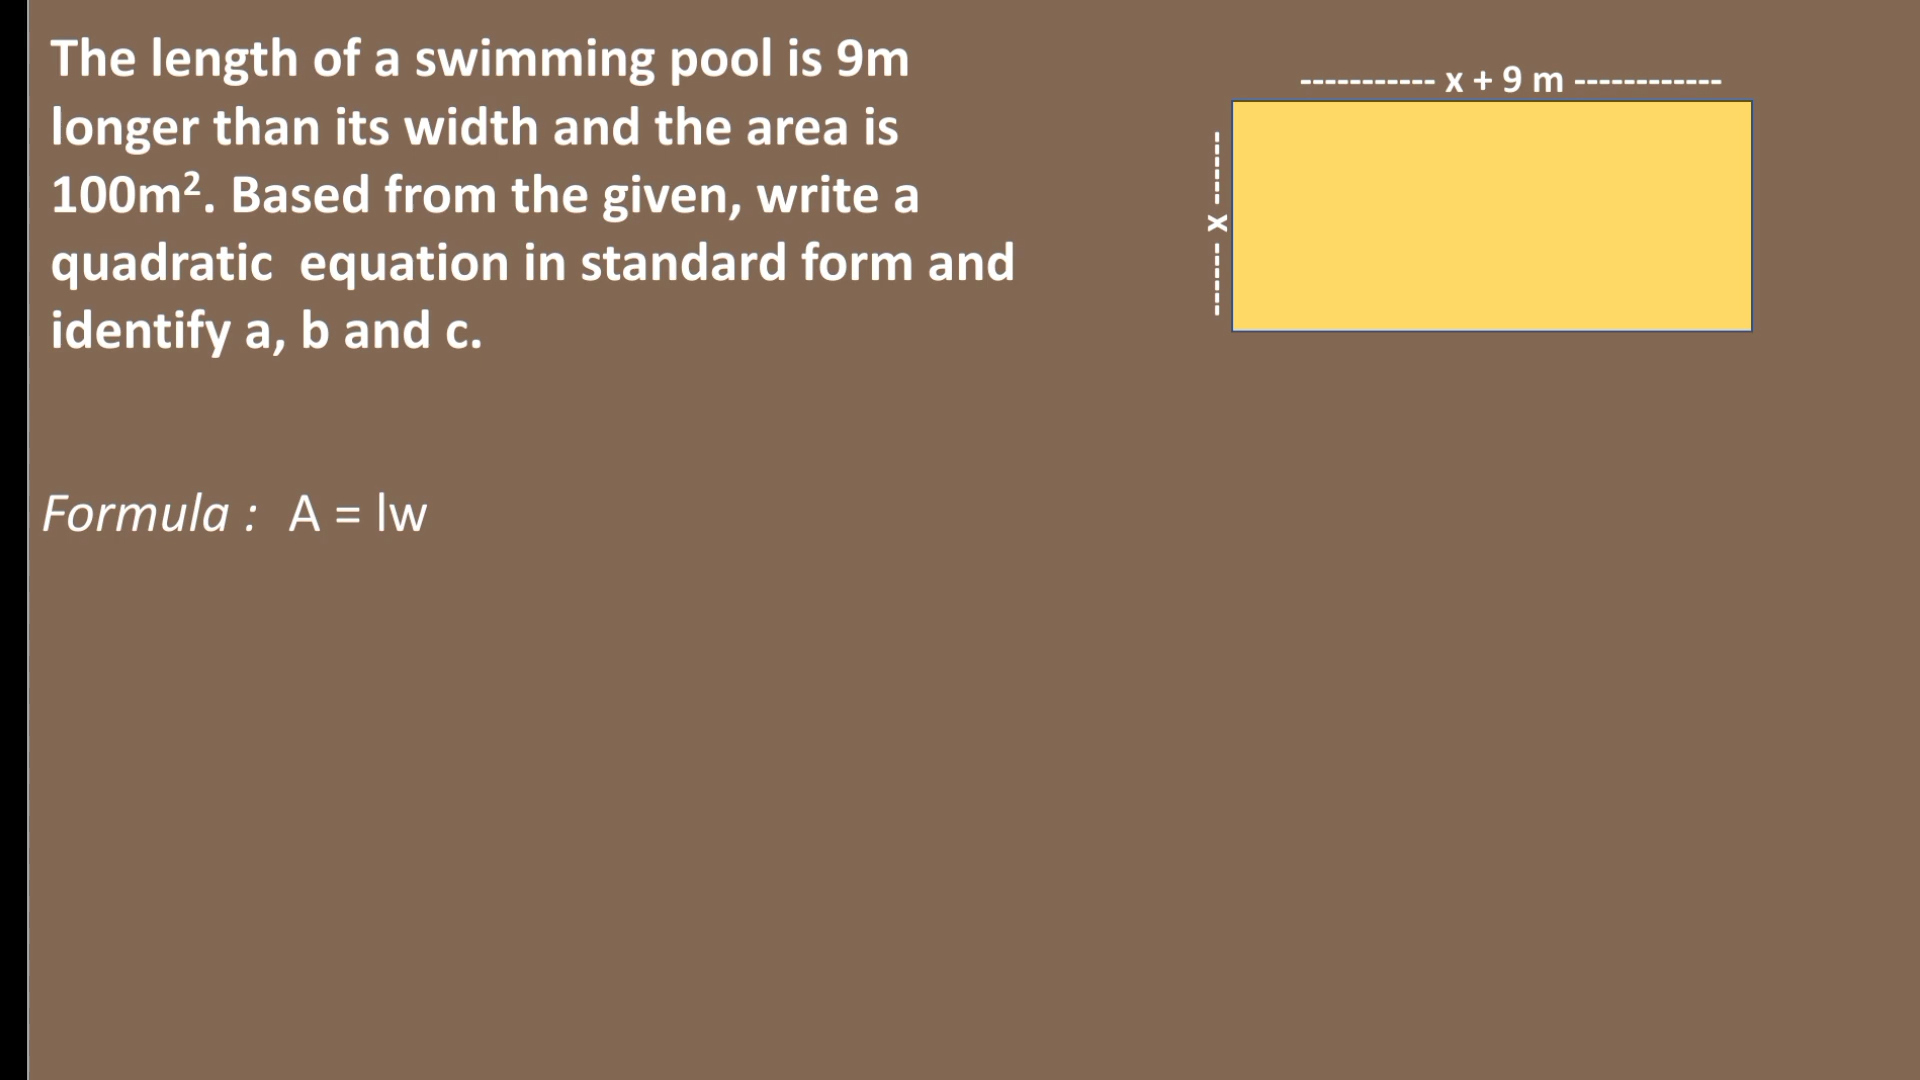 The length of a swimming pool is 9m
longer than its width and the area is
100m². Based from the given, write a
quadratic  equation in standard form and
identify a, b and c.
----------- x + 9 m ------------
------ x ------
Formula :  A = lw